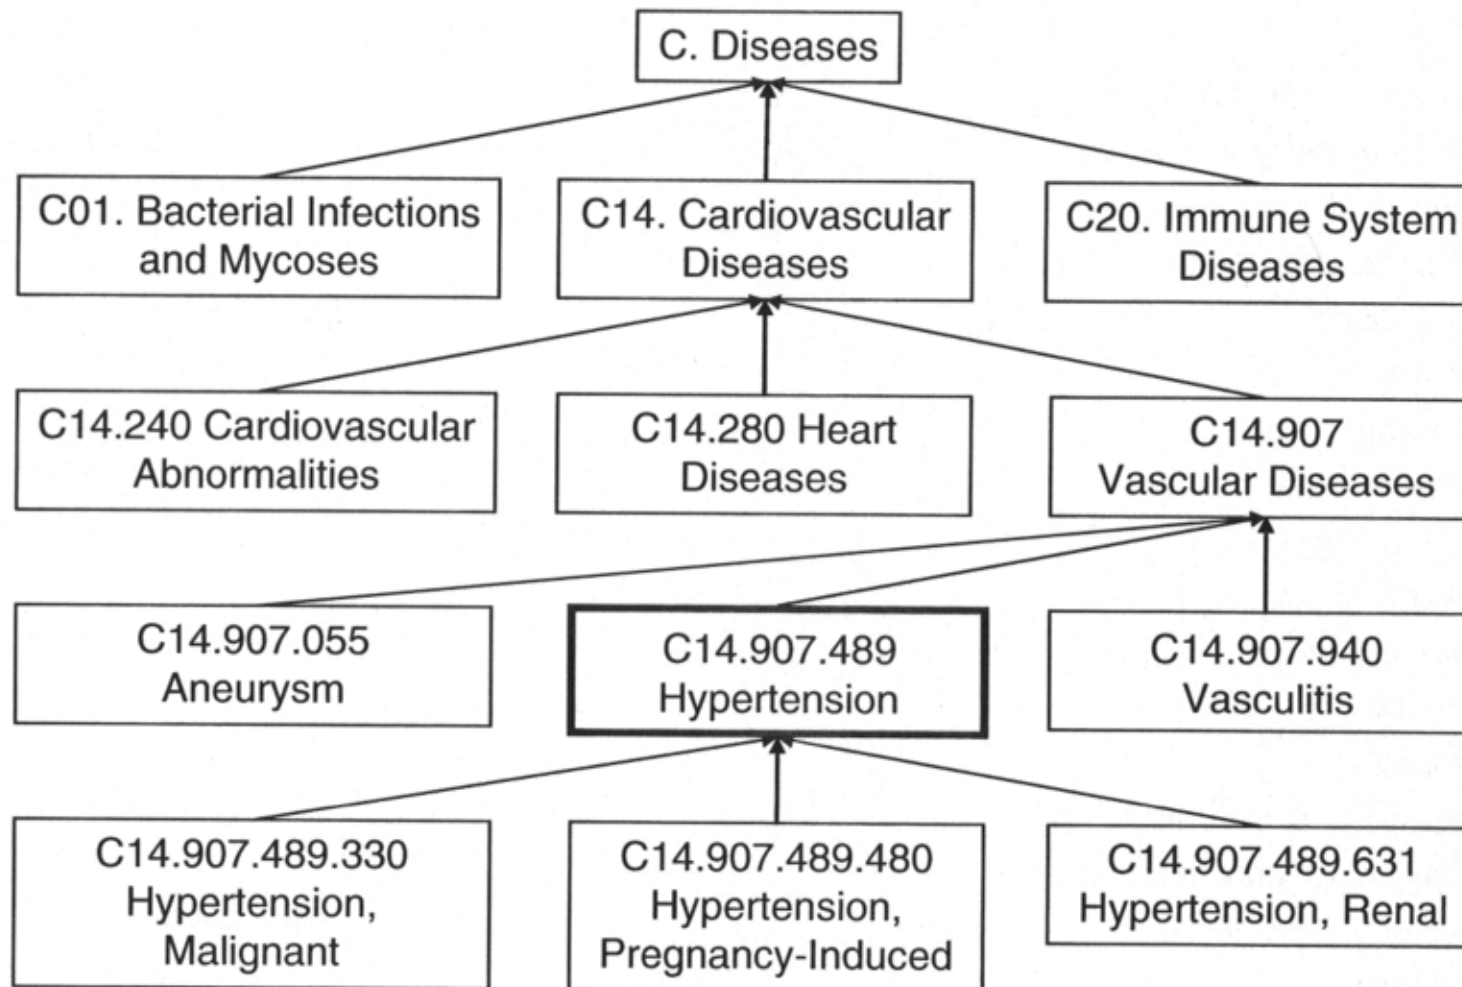 C. Diseases
C01. Bacterial Infections
and Mycoses
C14. Cardiovascular
Diseases
C20. Immune System
Diseases
C14.240 Cardiovascular
Abnormalities
C14.280 Heart
Diseases
C14.907
Vascular Diseases
C14.907.055
Aneurysm
C14.907.489
Hypertension
C14.907.940
Vasculitis
C14.907.489.330
Hypertension,
Malignant
C14.907.489.480
Hypertension,
Pregnancy-Induced
C14.907.489.631
Hypertension, Renal